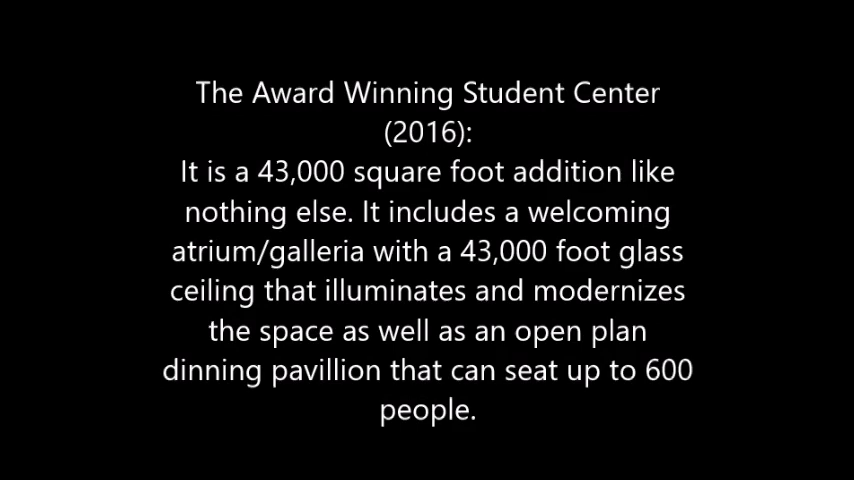 The Award Winning Student Center
(2016):
It is a 43,000 square foot addition like
nothing else. It includes a welcoming
atrium/galleria with a 43,000 foot glass
ceiling that illuminates and modernizes
the space as well as an open plan
dinning pavillion that can seat up to 600
people.